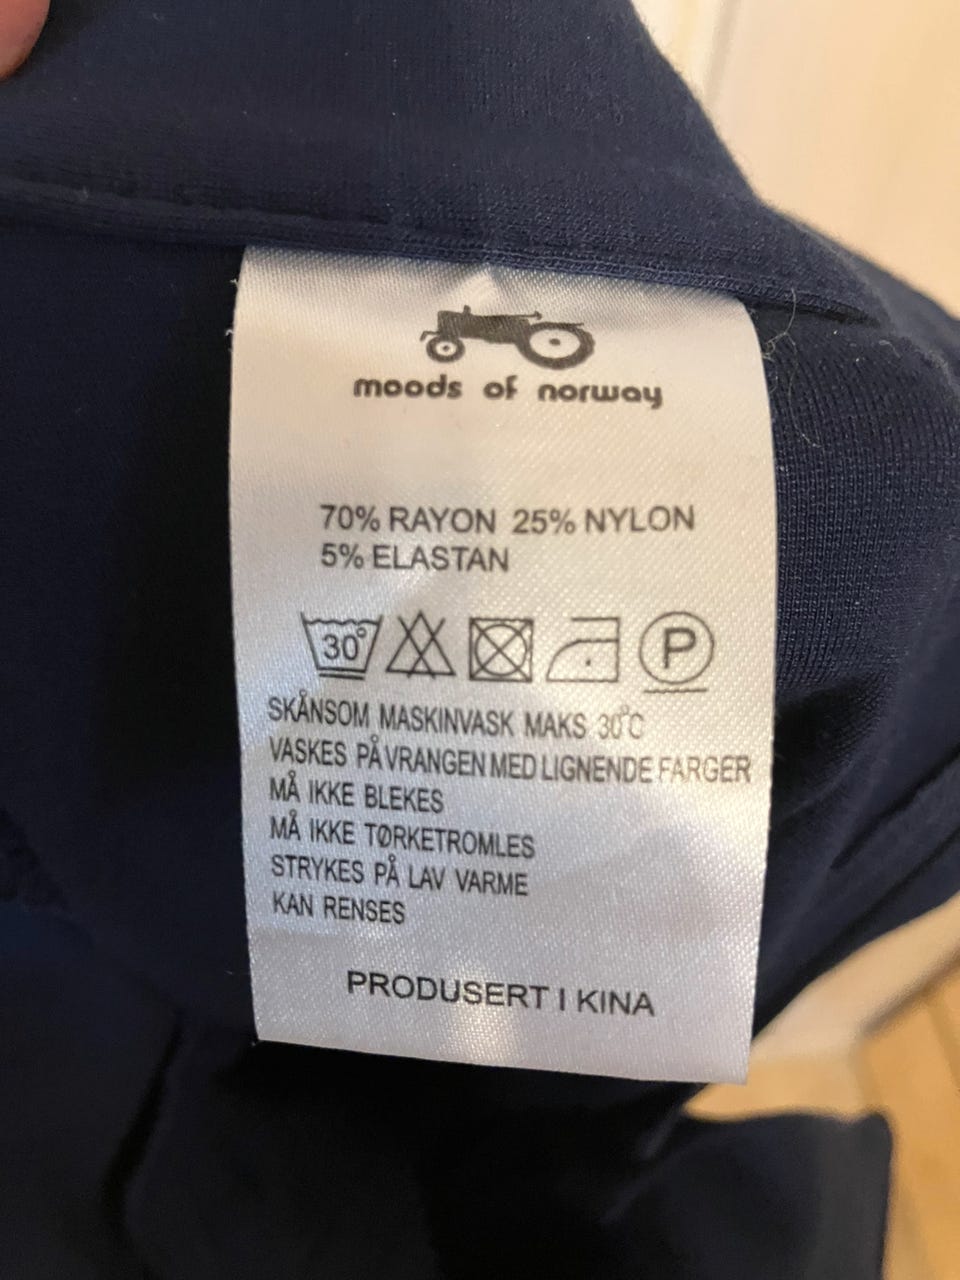 moods of norway
70% RAYON 25% NYLON
5% ELASTAN
30° P
SKÅNSOM MASKINVASK MAKS 30°C
VASKES PÅ VRANGEN MED LIGNENDE FARGER
MÅ IKKE BLEKES
MÅ IKKE TØRKETROMLES
STRYKES PÅ LAV VARME
KAN RENSES
PRODUSERT I KINA